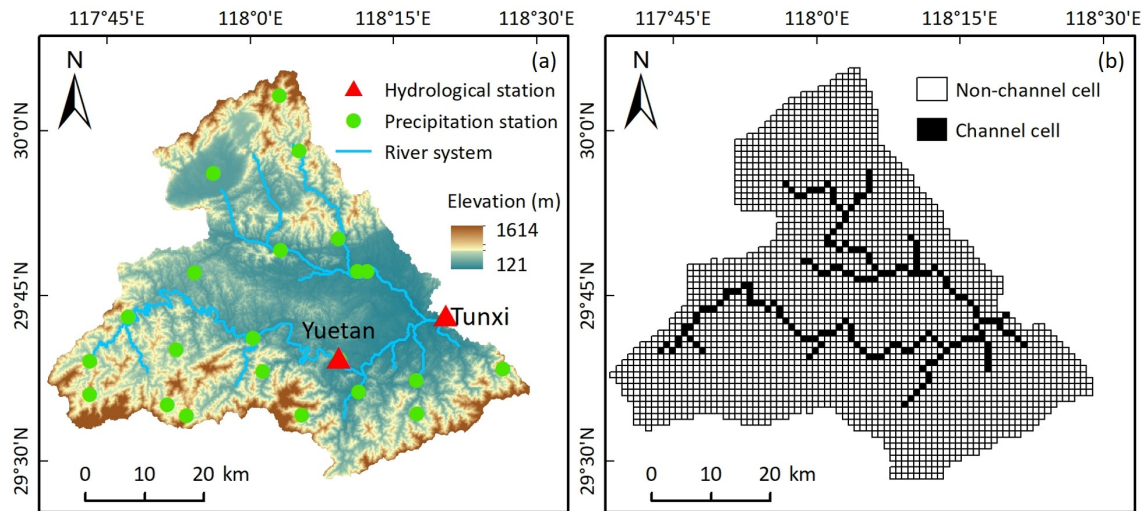 117°45'E 118°0'E 118°15'E 118°30'E
117°45'E 118°0'E 118°15'E 118°30'E
(a)
N
Hydrological station
Precipitation station
River system
Elevation (m)
1614
121
30°0'N
29°45'N
29°30'N
Yuetan
Tunxi
0 10 20 km
(b)
N
Non-channel cell
Channel cell
30°0'N
29°45'N
29°30'N
0 10 20 km